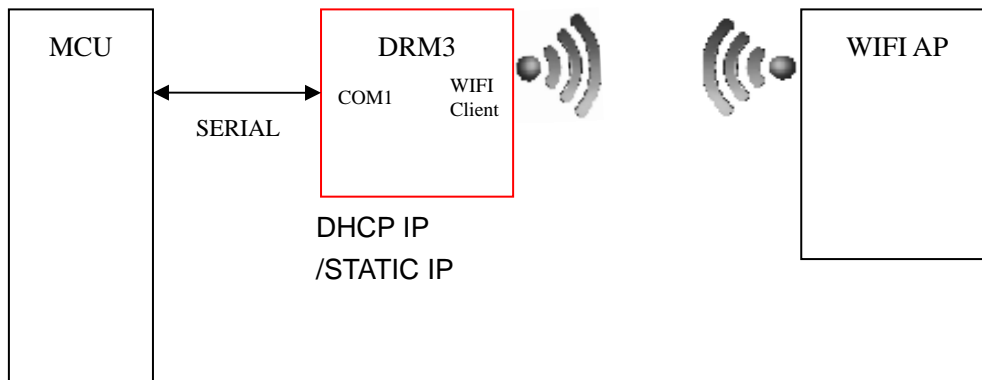 MCU
SERIAL
DRM3
COM1
WIFI
Client
DHCP IP
/STATIC IP
WIFI AP